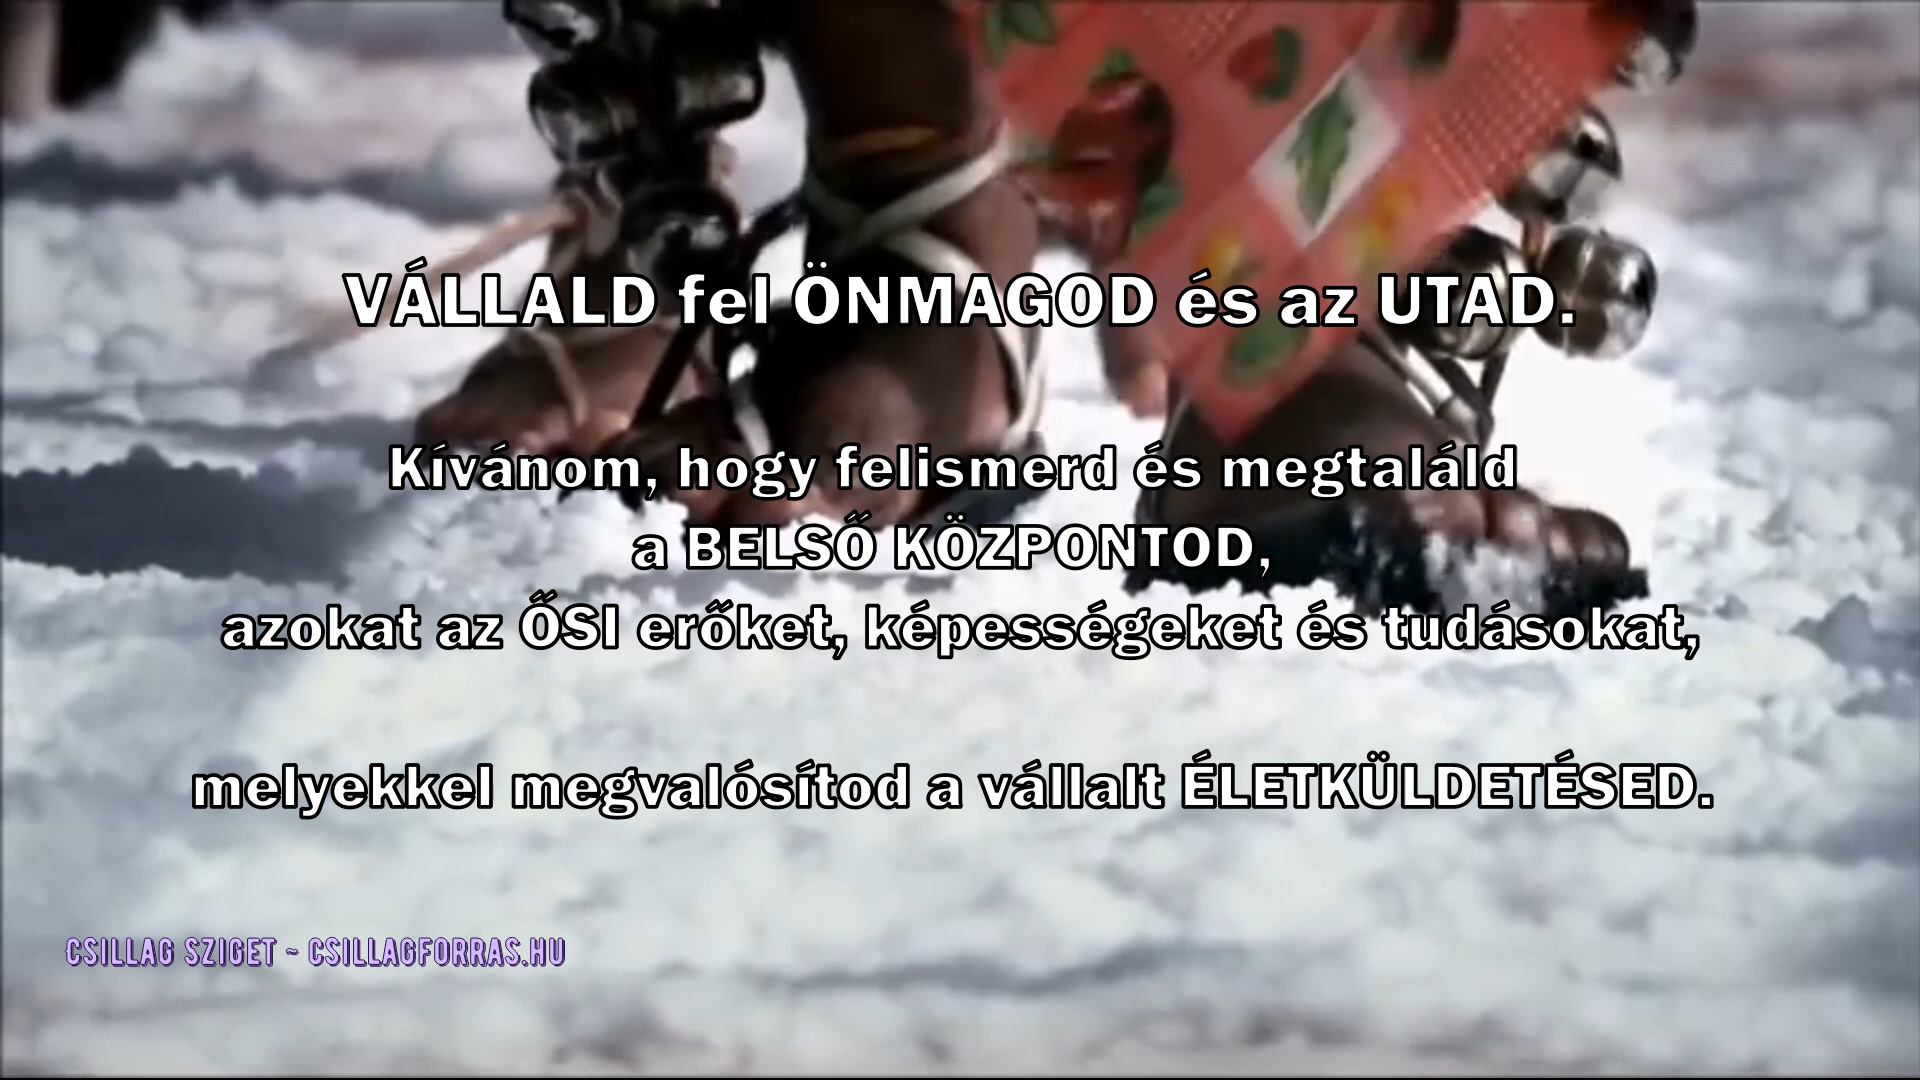 VÁLLALD fel ÖNMAGOD és az UTAD.
Kívánom, hogy felismerd és megtaláld
a BELSŐ KÖZPONTOD,
azokat az ŐSI erőket, képességeket és tudásokat,
melyekkel megvalósítod a vállalt ÉLETKÜLDETÉSED.
CSILLAG SZIGET ~ CSILLAGFORRAS.HU